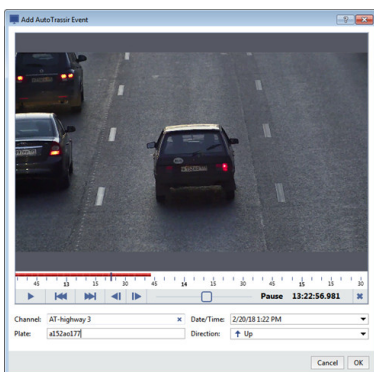 Add AutoTrassir Event
45 13 15 30 45 14 15 30 45 15 15 30
Pause 13:22:56.981
Channel: AT-highway 3 Date/Time: 2/20/18 1:22 PM
Plate: a152ao177 Direction: Up
Cancel OK